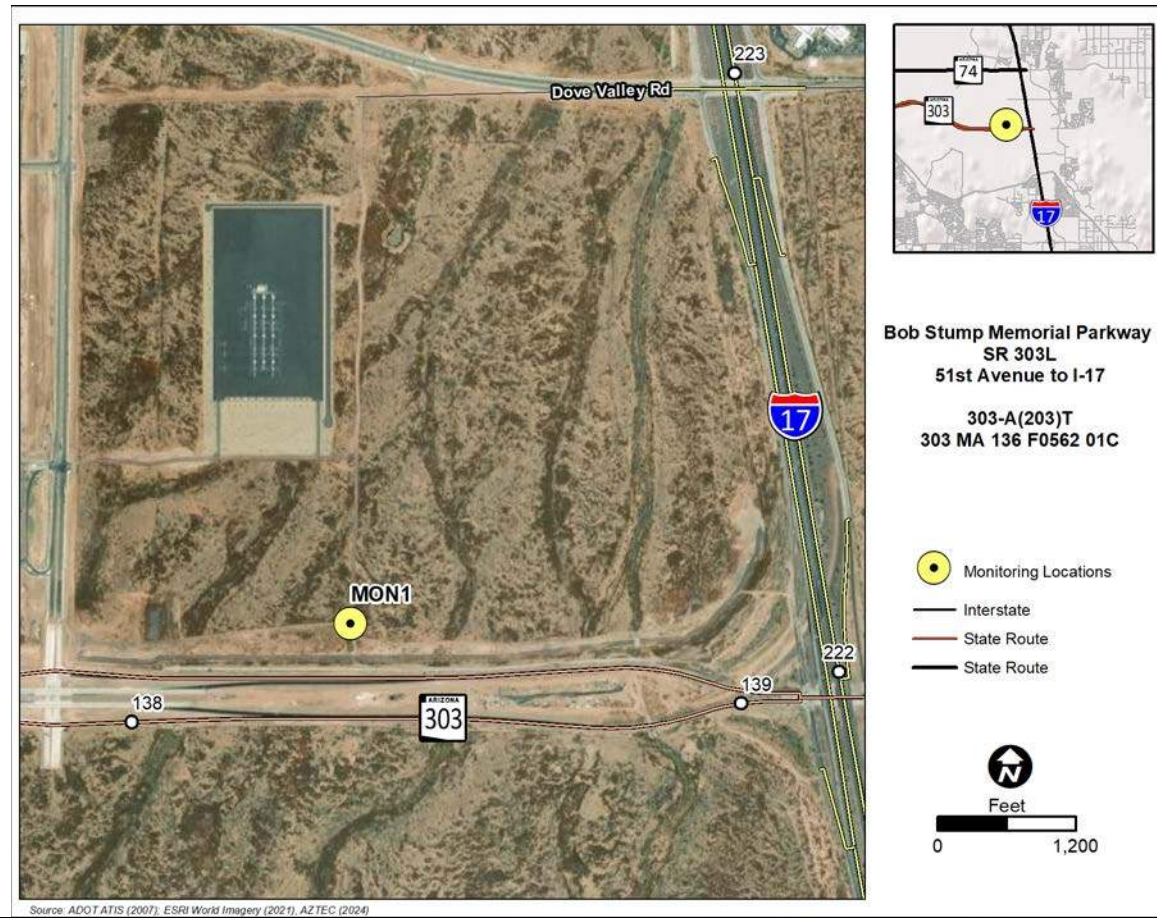 223
Dove Valley Rd
17
MON1
222
138
139
ARIZONA
303
ARIZONA
74
ARIZONA
303
17
Bob Stump Memorial Parkway
SR 303L
51st Avenue to I-17
303-A(203)T
303 MA 136 F0562 01C
Monitoring Locations
Interstate
State Route
State Route
N
Feet
0 1,200
Source: ADOT ATIS (2007); ESRI World Imagery (2021), AZTEC (2024)